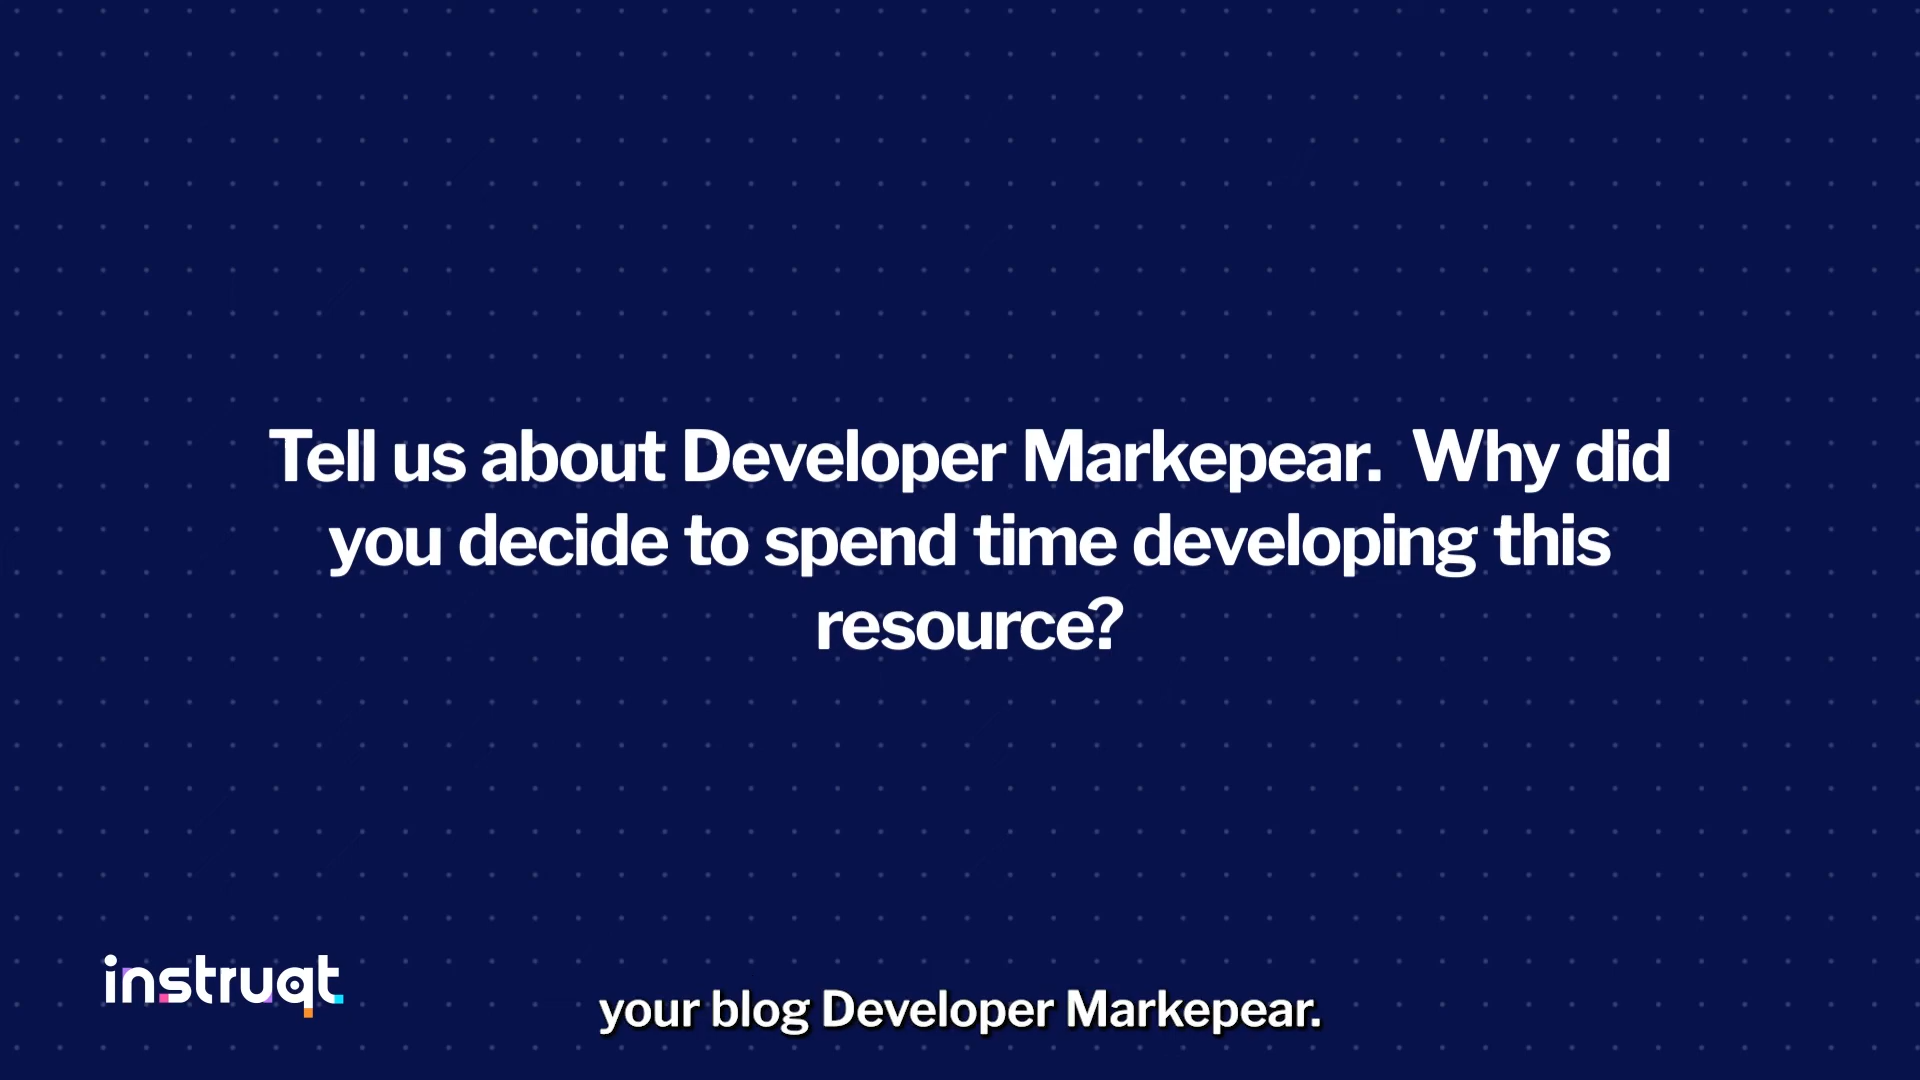 Tell us about Developer Markepear.  Why did
you decide to spend time developing this
resource?
instruqt
your blog Developer Markepear.